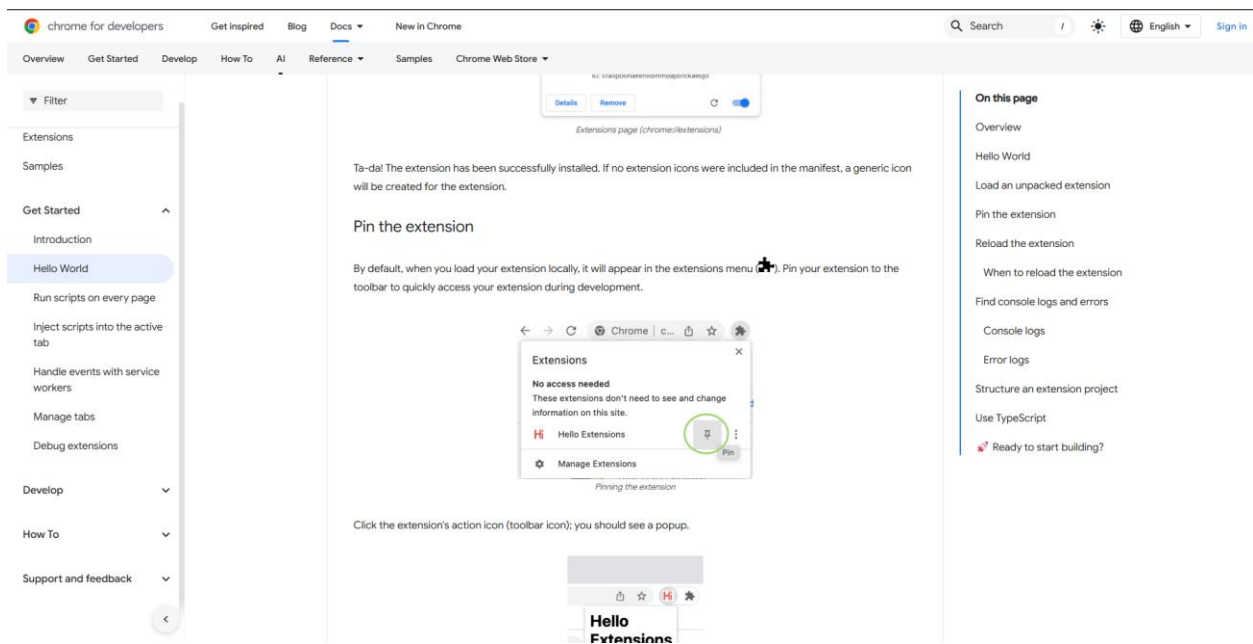 chrome for developers
Get inspired
Blog
Docs
New in Chrome
Search
/
English
Sign in
Overview
Get Started
Develop
How To
AI
Reference
Samples
Chrome Web Store
Filter
Extensions
Samples
Get Started
Introduction
Hello World
Run scripts on every page
Inject scripts into the active
tab
Handle events with service
workers
Manage tabs
Debug extensions
Develop
How To
Support and feedback
Details
Remove
Extensions page (chrome://extensions)
Ta-da! The extension has been successfully installed. If no extension icons were included in the manifest, a generic icon
will be created for the extension.
Pin the extension
By default, when you load your extension locally, it will appear in the extensions menu ( ). Pin your extension to the
toolbar to quickly access your extension during development.
Chrome | c...
Extensions
No access needed
These extensions don't need to see and change
information on this site.
Hi Hello Extensions
Pin
Manage Extensions
Pinning the extension
Click the extension's action icon (toolbar icon); you should see a popup.
Hi
Hello
Extensions
On this page
Overview
Hello World
Load an unpacked extension
Pin the extension
Reload the extension
When to reload the extension
Find console logs and errors
Console logs
Error logs
Structure an extension project
Use TypeScript
🚀 Ready to start building?